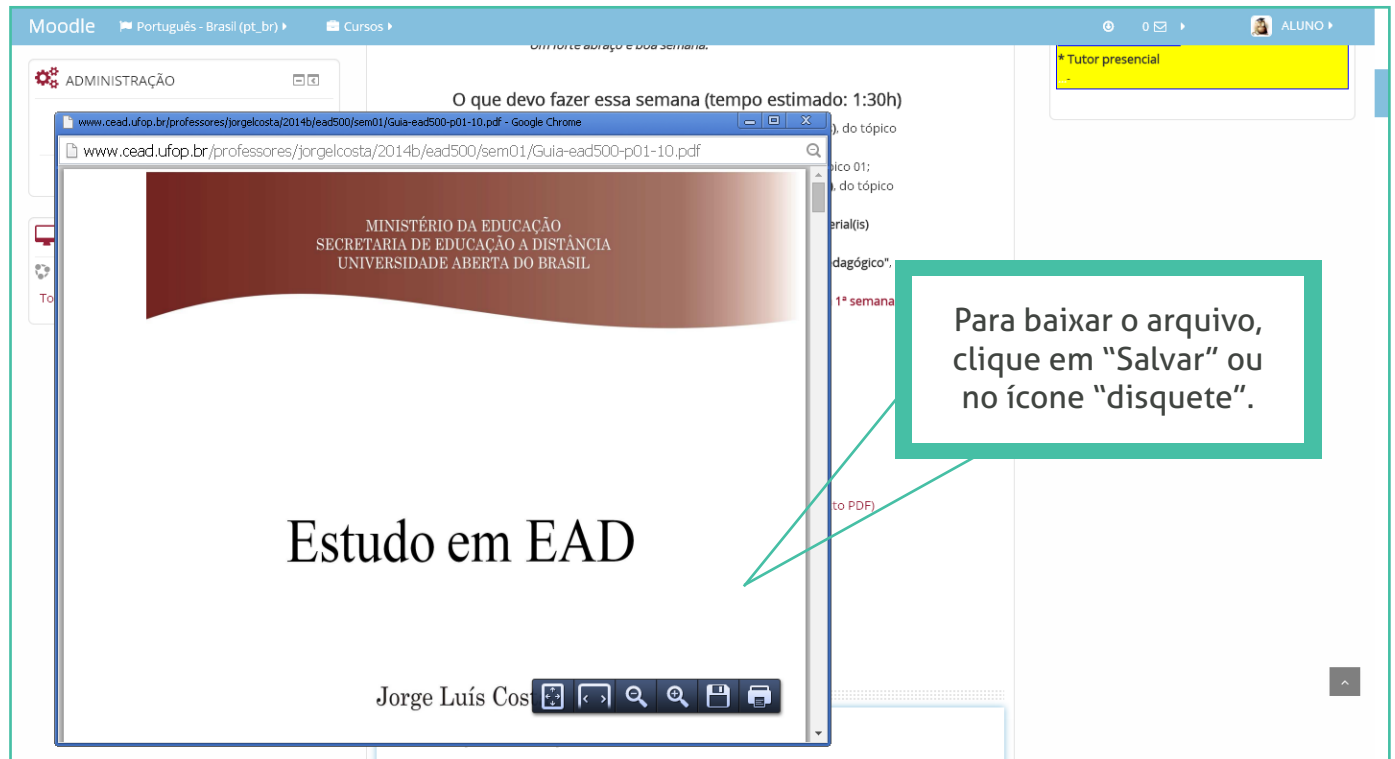 Moodle
Português - Brasil (pt_br)
Cursos
0
ALUNO
Um forte abraço e boa semana.
* Tutor presencial
-
ADMINISTRAÇÃO
O que devo fazer essa semana (tempo estimado: 1:30h)
www.cead.ufop.br/professores/jorgelcosta/2014b/ead500/sem01/Guia-ead500-p01-10.pdf - Google Chrome
), do tópico
www.cead.ufop.br/professores/jorgelcosta/2014b/ead500/sem01/Guia-ead500-p01-10.pdf
pico 01;
), do tópico
erial(is)
MINISTÉRIO DA EDUCAÇÃO
SECRETARIA DE EDUCAÇÃO A DISTÂNCIA
UNIVERSIDADE ABERTA DO BRASIL
dagógico",
To
1ª semana
Para baixar o arquivo,
clique em “Salvar” ou
no ícone “disquete”.
to PDF)
Estudo em EAD
Jorge Luís Cos